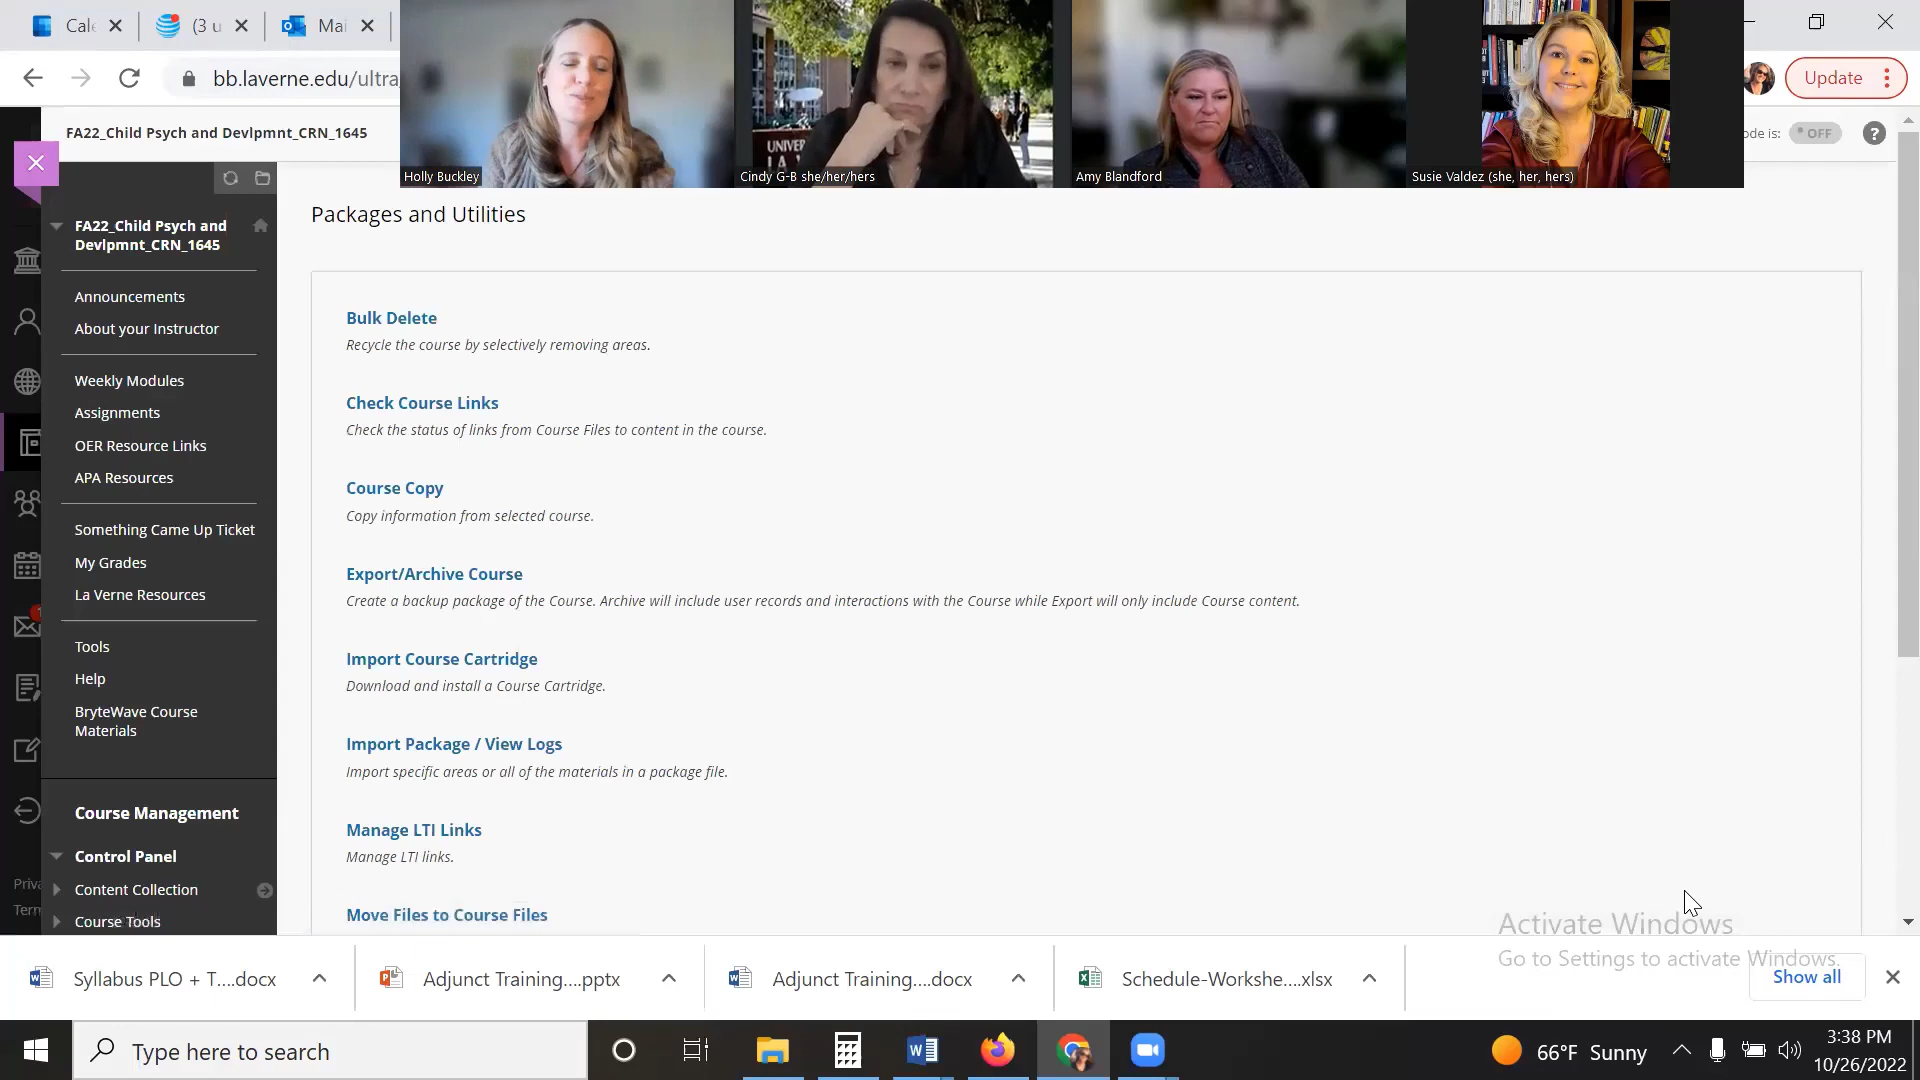 Cale
(3 u
Mai
bb.laverne.edu/ultra
Update
Holly Buckley
Cindy G-B she/her/hers
Amy Blandford
Susie Valdez (she, her, hers)
UNIVER
LA V
FA22_Child Psych and Devlpmnt_CRN_1645
ode is:
OFF
?
FA22_Child Psych and
Devlpmnt_CRN_1645
Announcements
About your Instructor
Weekly Modules
Assignments
OER Resource Links
APA Resources
Something Came Up Ticket
My Grades
La Verne Resources
Tools
Help
BryteWave Course
Materials
Course Management
Control Panel
Content Collection
Course Tools
Priva
Term
Packages and Utilities
Bulk Delete
Recycle the course by selectively removing areas.
Check Course Links
Check the status of links from Course Files to content in the course.
Course Copy
Copy information from selected course.
Export/Archive Course
Create a backup package of the Course. Archive will include user records and interactions with the Course while Export will only include Course content.
Import Course Cartridge
Download and install a Course Cartridge.
Import Package / View Logs
Import specific areas or all of the materials in a package file.
Manage LTI Links
Manage LTI links.
Move Files to Course Files
Activate Windows
Go to Settings to activate Windows.
Syllabus PLO + T....docx
Adjunct Training....pptx
Adjunct Training....docx
Schedule-Workshe....xlsx
Show all
Type here to search
66°F Sunny
3:38 PM
10/26/2022